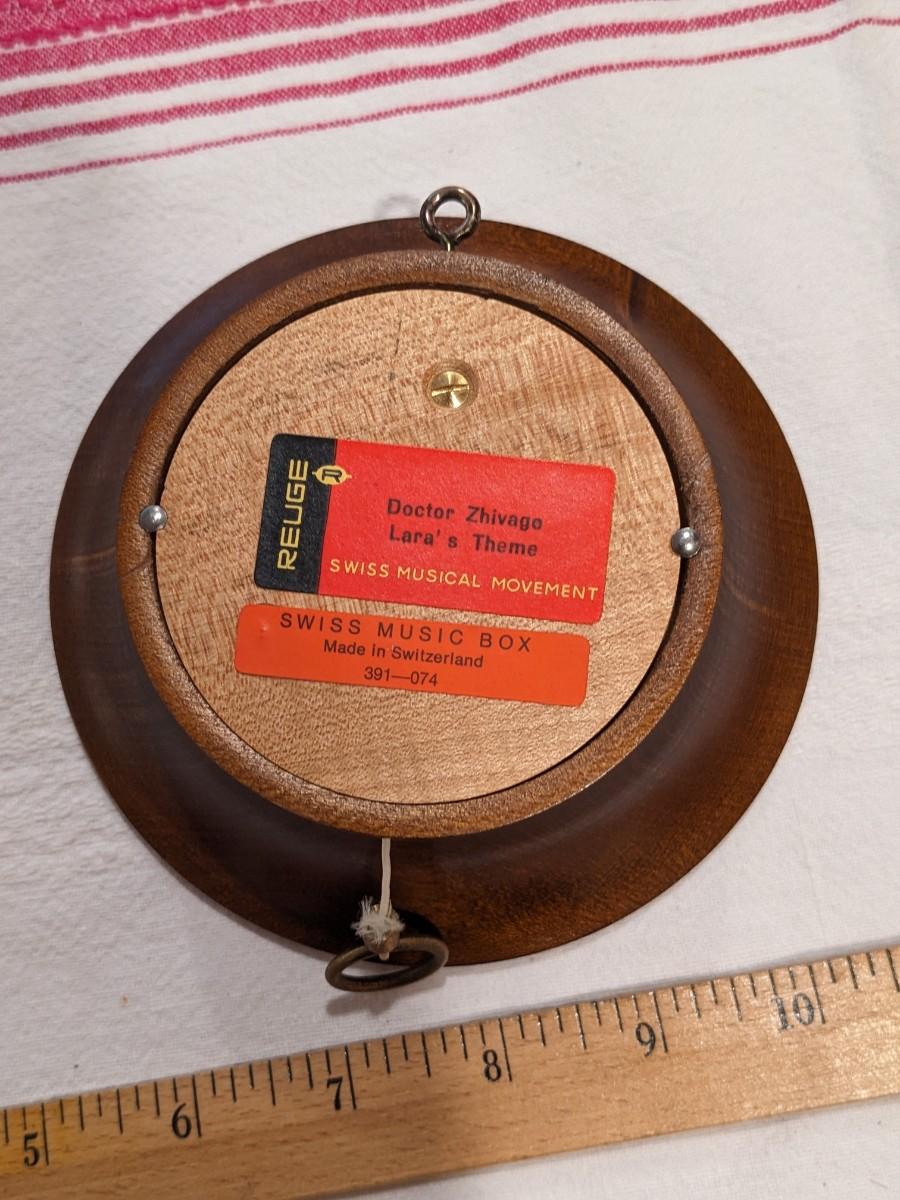 REUGE
R
Doctor Zhivago
Lara's Theme
SWISS MUSICAL MOVEMENT
SWISS MUSIC BOX
Made in Switzerland
391—074
5 6 7 8 9 10